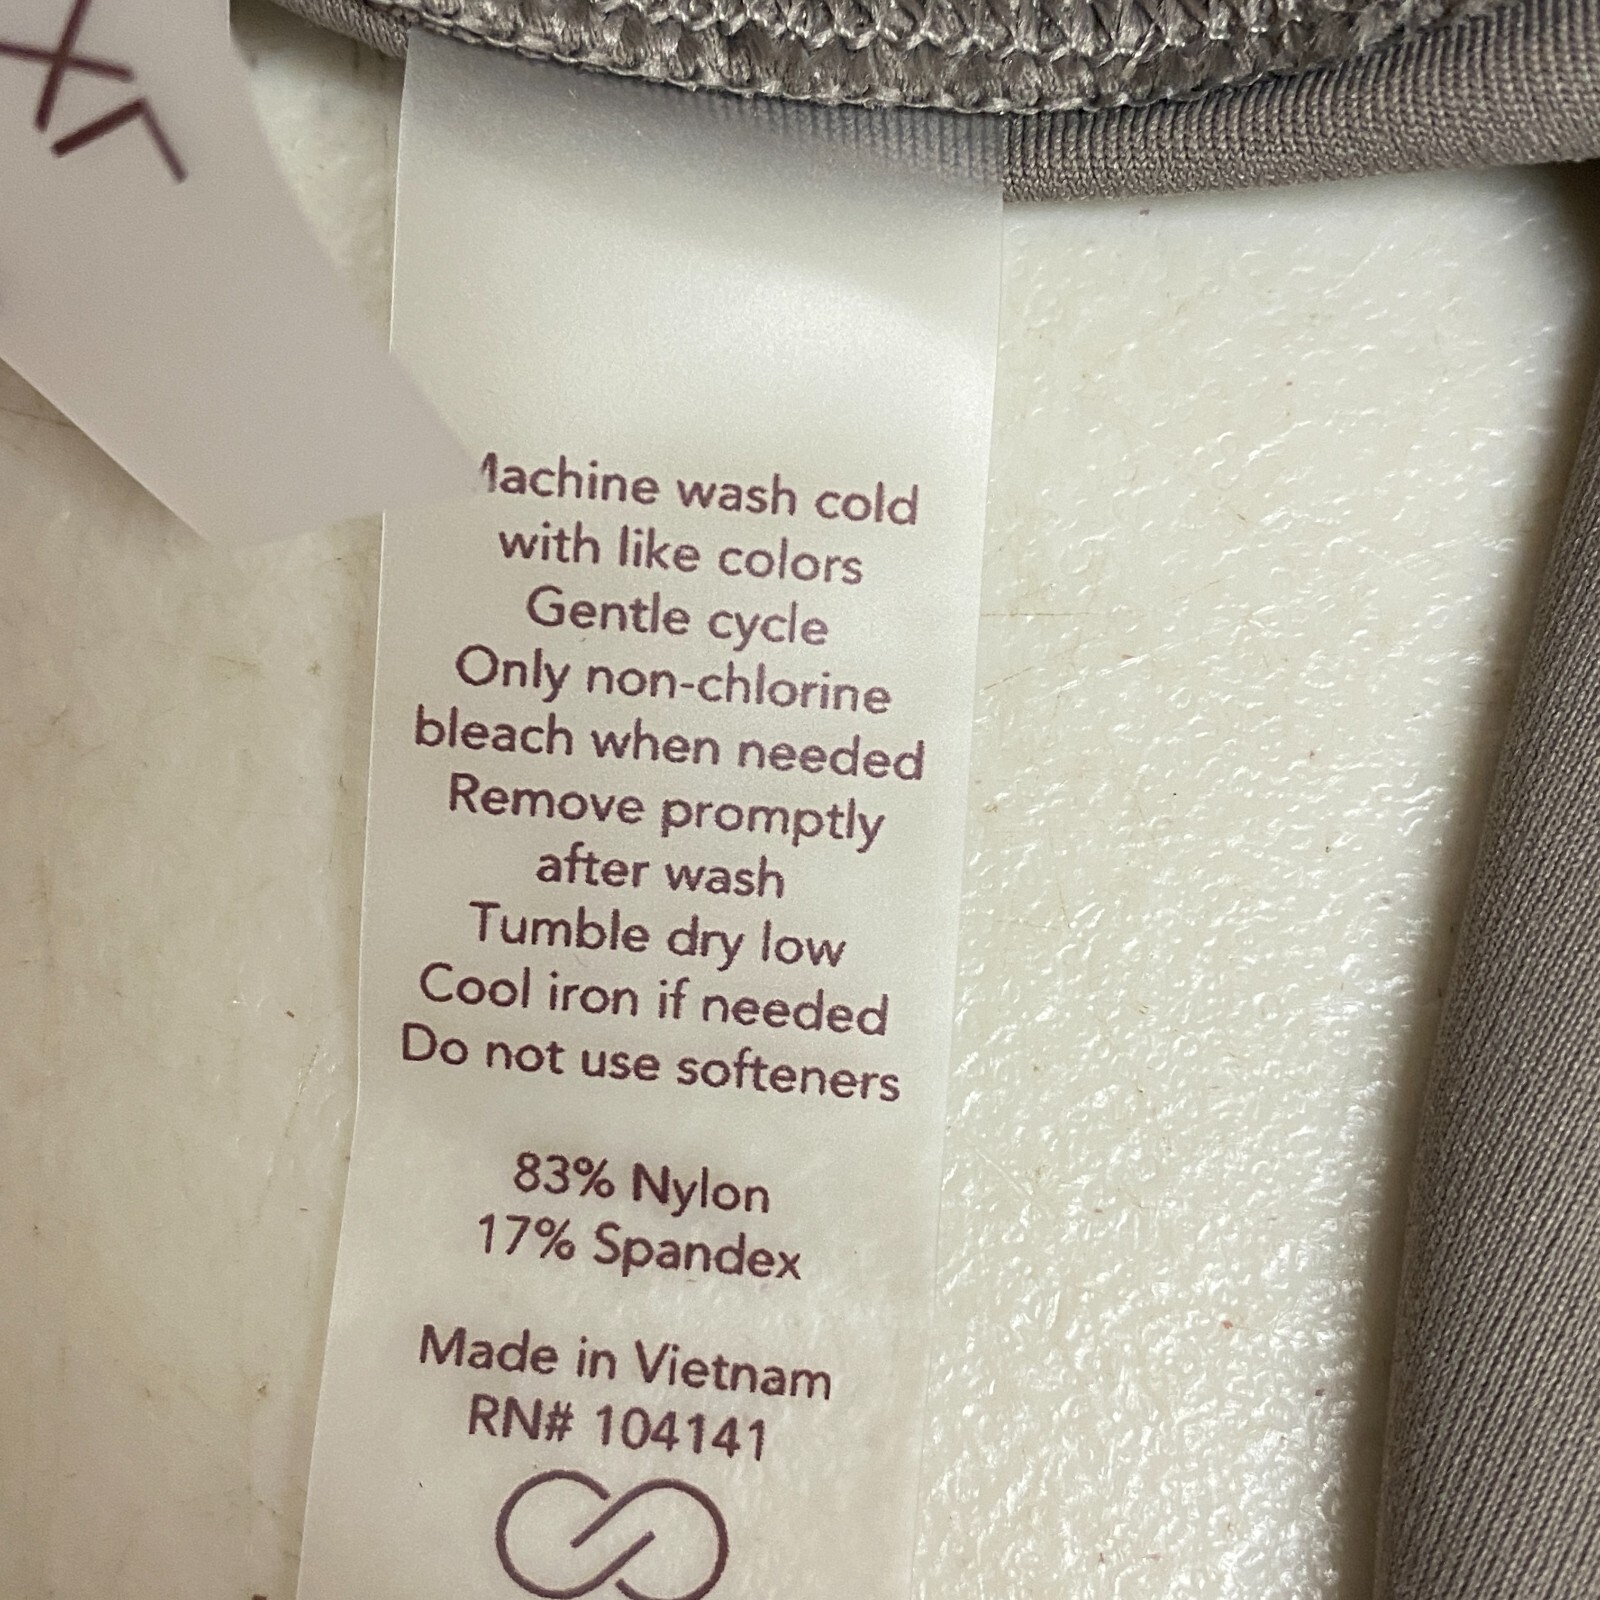 Machine wash cold
with like colors
Gentle cycle
Only non-chlorine
bleach when needed
Remove promptly
after wash
Tumble dry low
Cool iron if needed
Do not use softeners
83% Nylon
17% Spandex
Made in Vietnam
RN# 104141